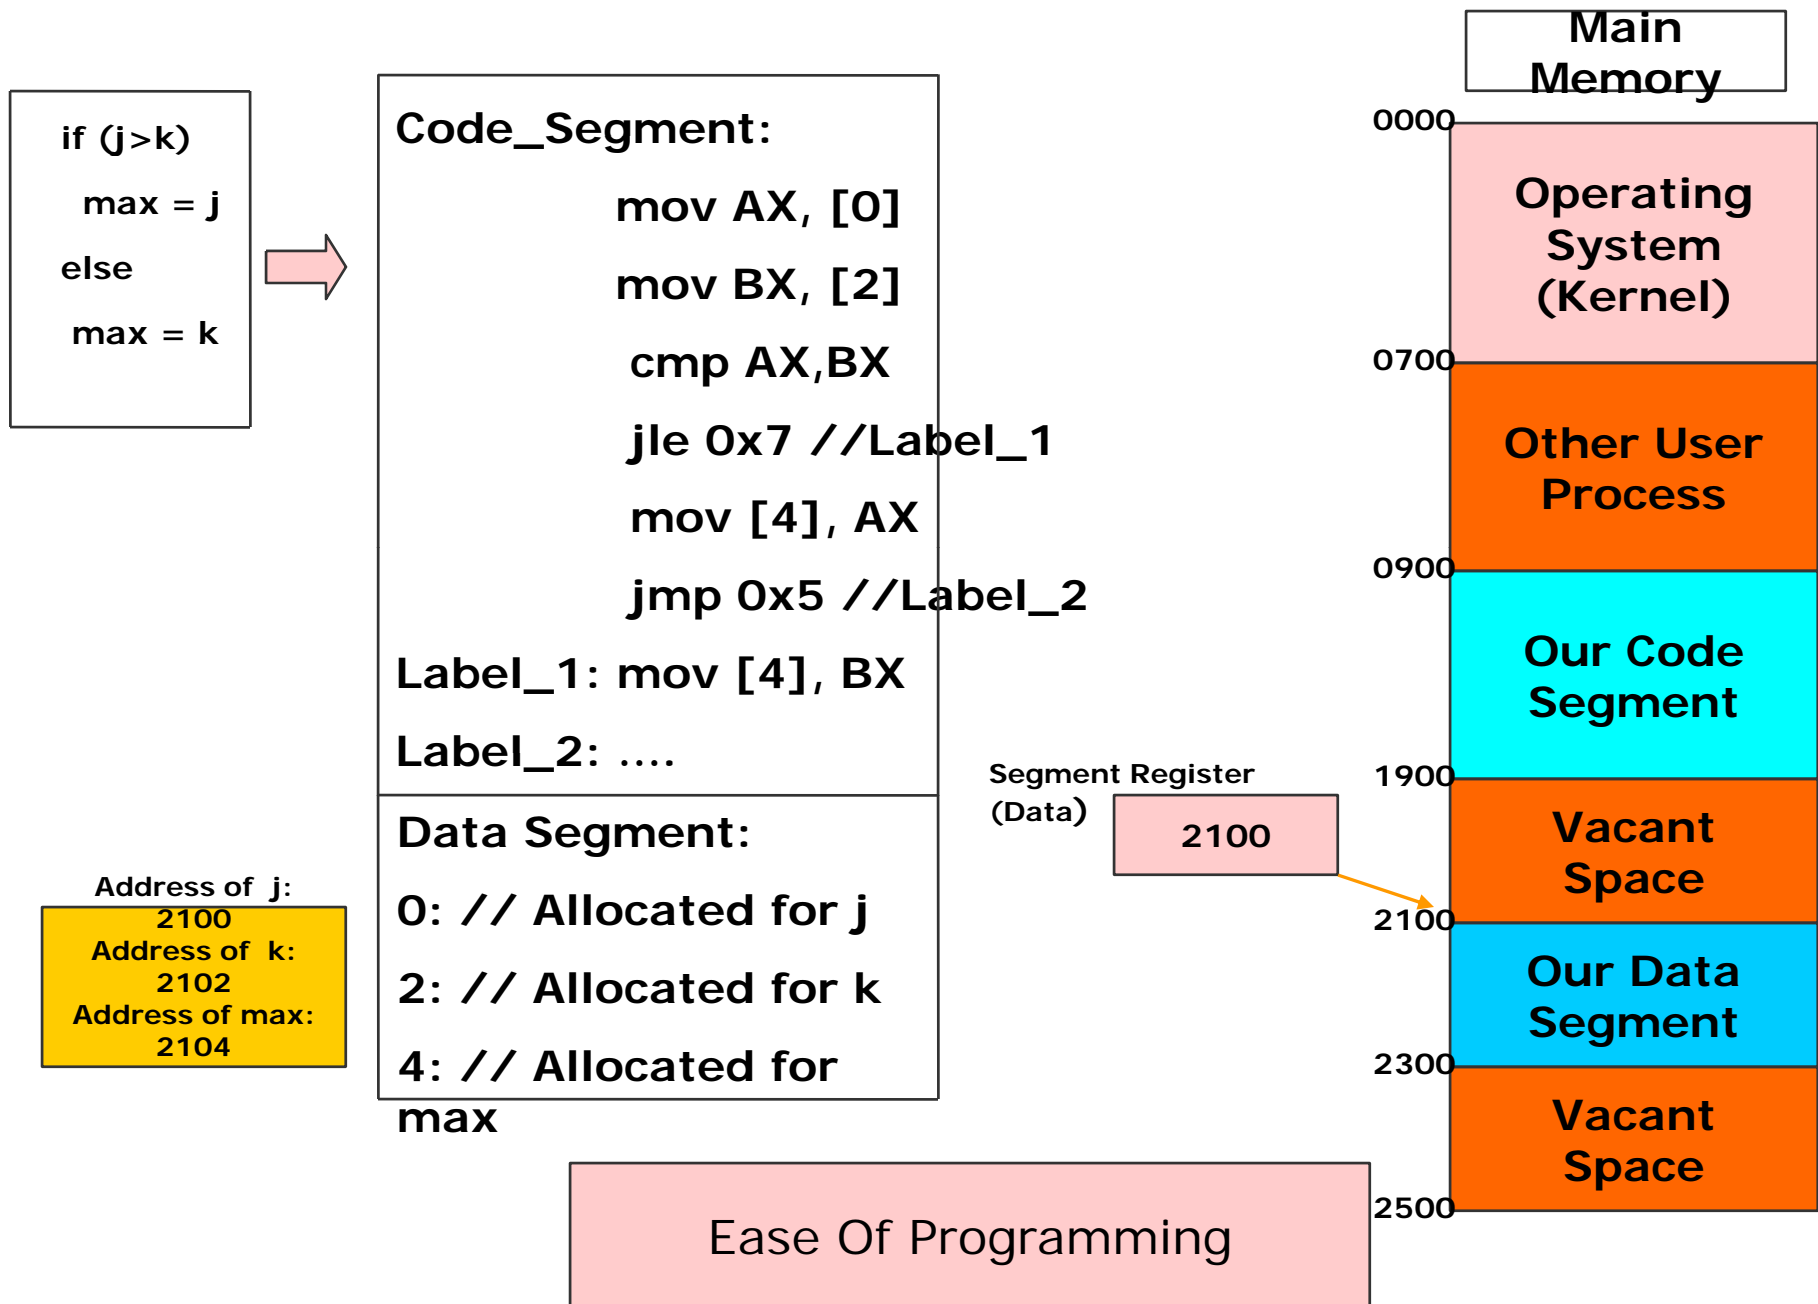 if (j>k)
max = j
else
max = k
Code_Segment:
mov AX, [0]
mov BX, [2]
cmp AX,BX
jle 0x7 //Label_1
mov [4], AX
jmp 0x5 //Label_2
Label_1: mov [4], BX
Label_2: ....
Data Segment:
0: // Allocated for j
2: // Allocated for k
4: // Allocated for
max
Address of j:
2100
Address of k:
2102
Address of max:
2104
Segment Register
(Data)
2100
Main
Memory
0000
Operating
System
(Kernel)
0700
Other User
Process
0900
Our Code
Segment
1900
Vacant
Space
2100
Our Data
Segment
2300
Vacant
Space
2500
Ease Of Programming